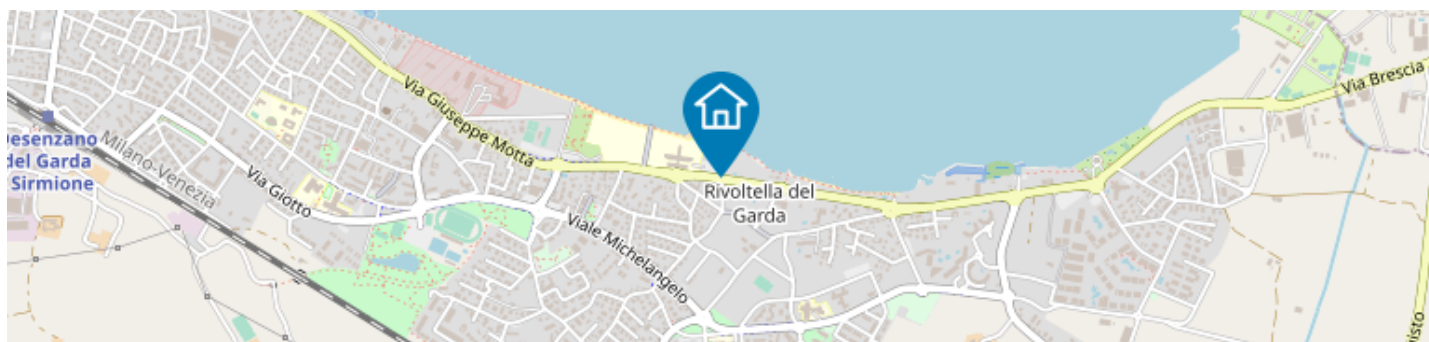 Via Brescia
Via Giuseppe Motta
Desenzano
del Garda
Sirmione
Milano-Venezia
Via Giotto
Rivoltella del
Garda
Viale Michelangelo